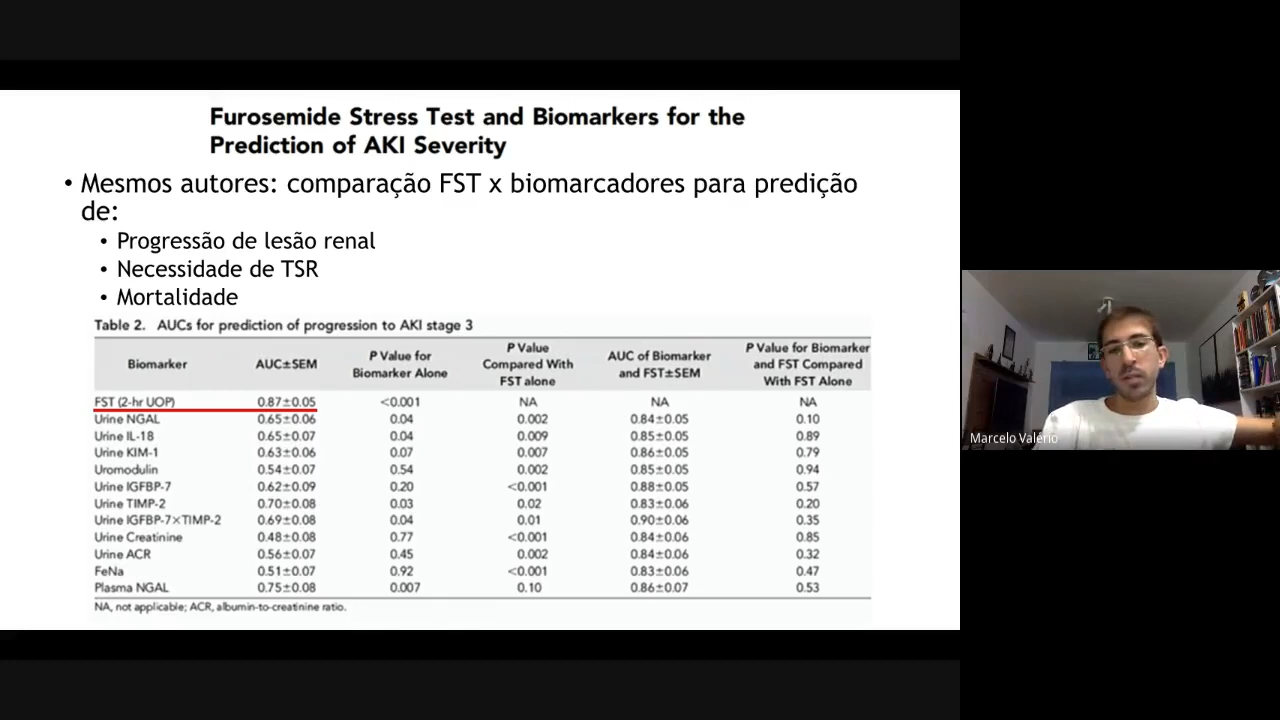 Furosemide Stress Test and Biomarkers for the
Prediction of AKI Severity
• Mesmos autores: comparação FST x biomarcadores para predição
de:
• Progressão de lesão renal
• Necessidade de TSR
• Mortalidade
Table 2. AUCs for prediction of progression to AKI stage 3
Biomarker AUC±SEM P Value for Biomarker Alone P Value Compared With FST alone AUC of Biomarker and FST±SEM P Value for Biomarker and FST Compared With FST Alone
FST (2-hr UOP) 0.87±0.05 <0.001 NA NA NA
Urine NGAL 0.65±0.06 0.04 0.002 0.84±0.05 0.10
Urine IL-18 0.65±0.07 0.04 0.009 0.85±0.05 0.89
Urine KIM-1 0.63±0.06 0.07 0.007 0.86±0.05 0.79
Uromodulin 0.54±0.07 0.54 0.002 0.85±0.05 0.94
Urine IGFBP-7 0.62±0.09 0.20 <0.001 0.88±0.05 0.57
Urine TIMP-2 0.70±0.08 0.03 0.02 0.83±0.06 0.20
Urine IGFBP-7×TIMP-2 0.69±0.08 0.04 0.01 0.90±0.06 0.35
Urine Creatinine 0.48±0.08 0.77 <0.001 0.84±0.06 0.85
Urine ACR 0.56±0.07 0.45 0.002 0.84±0.06 0.32
FeNa 0.51±0.07 0.92 <0.001 0.83±0.06 0.47
Plasma NGAL 0.75±0.08 0.007 0.10 0.86±0.07 0.53
NA, not applicable; ACR, albumin-to-creatinine ratio.
Marcelo Valério